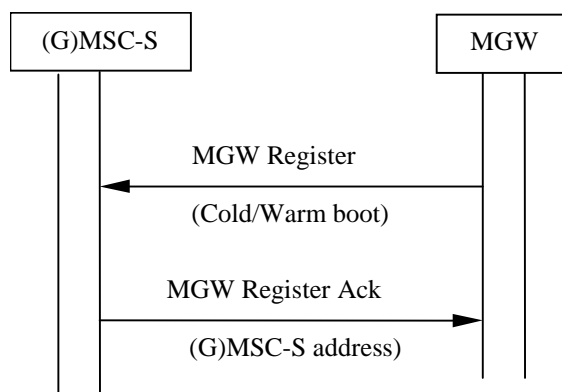 (G)MSC-S
MGW
MGW Register
(Cold/Warm boot)
MGW Register Ack
(G)MSC-S address)